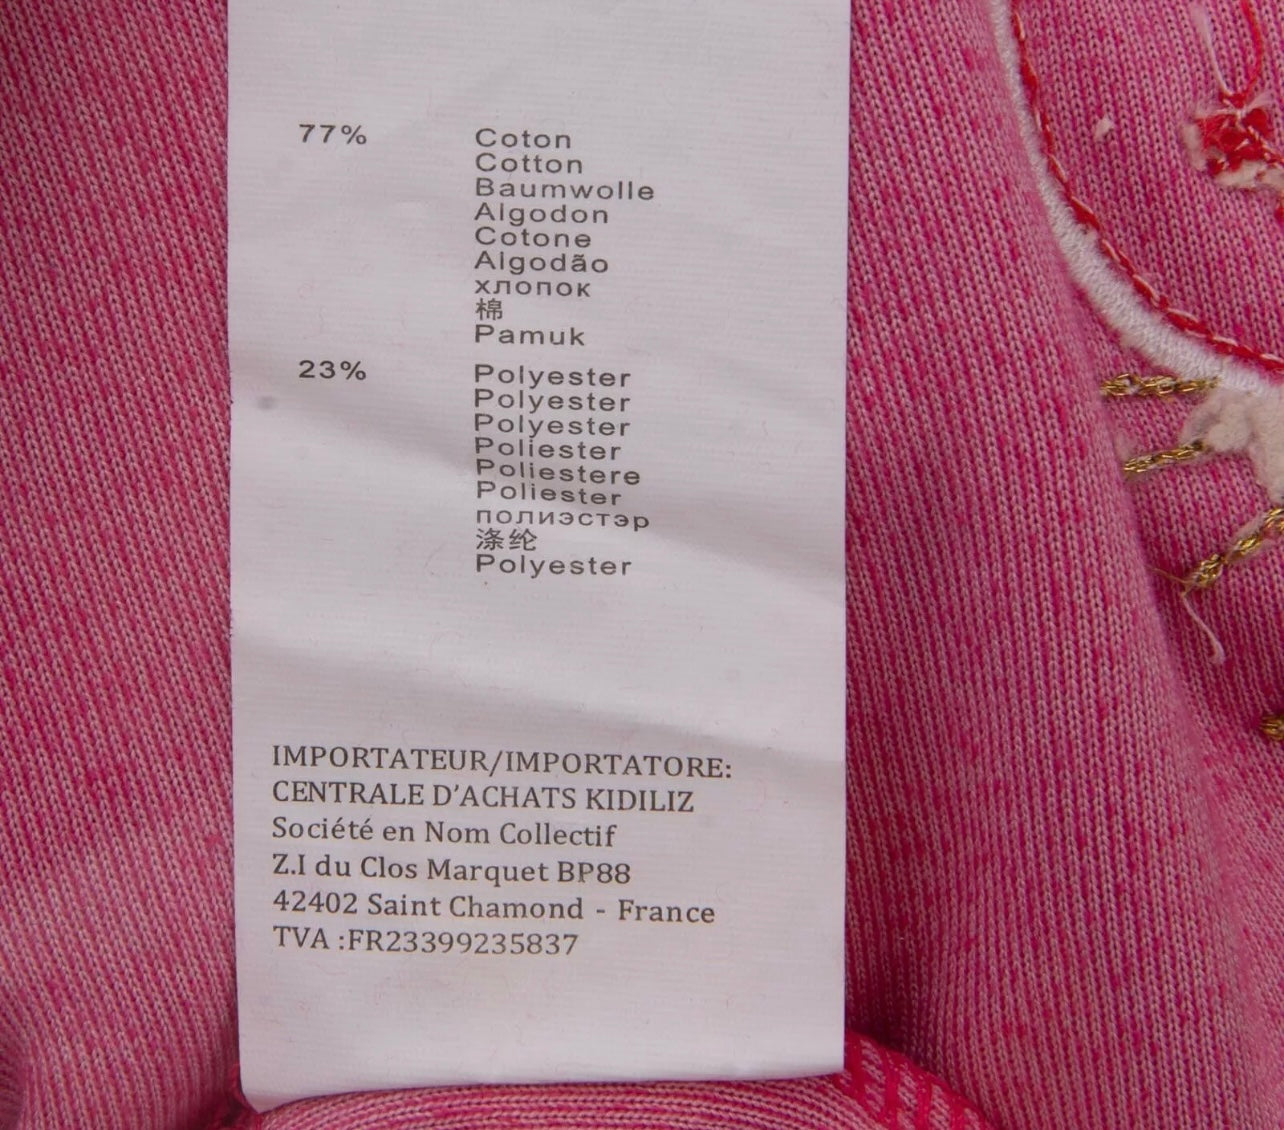 77% Coton
Cotton
Baumwolle
Algodon
Cotone
Algodão
хлопок
棉
Pamuk
23% Polyester
Polyester
Polyester
Poliester
Poliestere
Poliester
полиэстэр
涤纶
Polyester
IMPORTATEUR/IMPORTATORE:
CENTRALE D’ACHATS KIDILIZ
Société en Nom Collectif
Z.I du Clos Marquet BP88
42402 Saint Chamond - France
TVA :FR23399235837